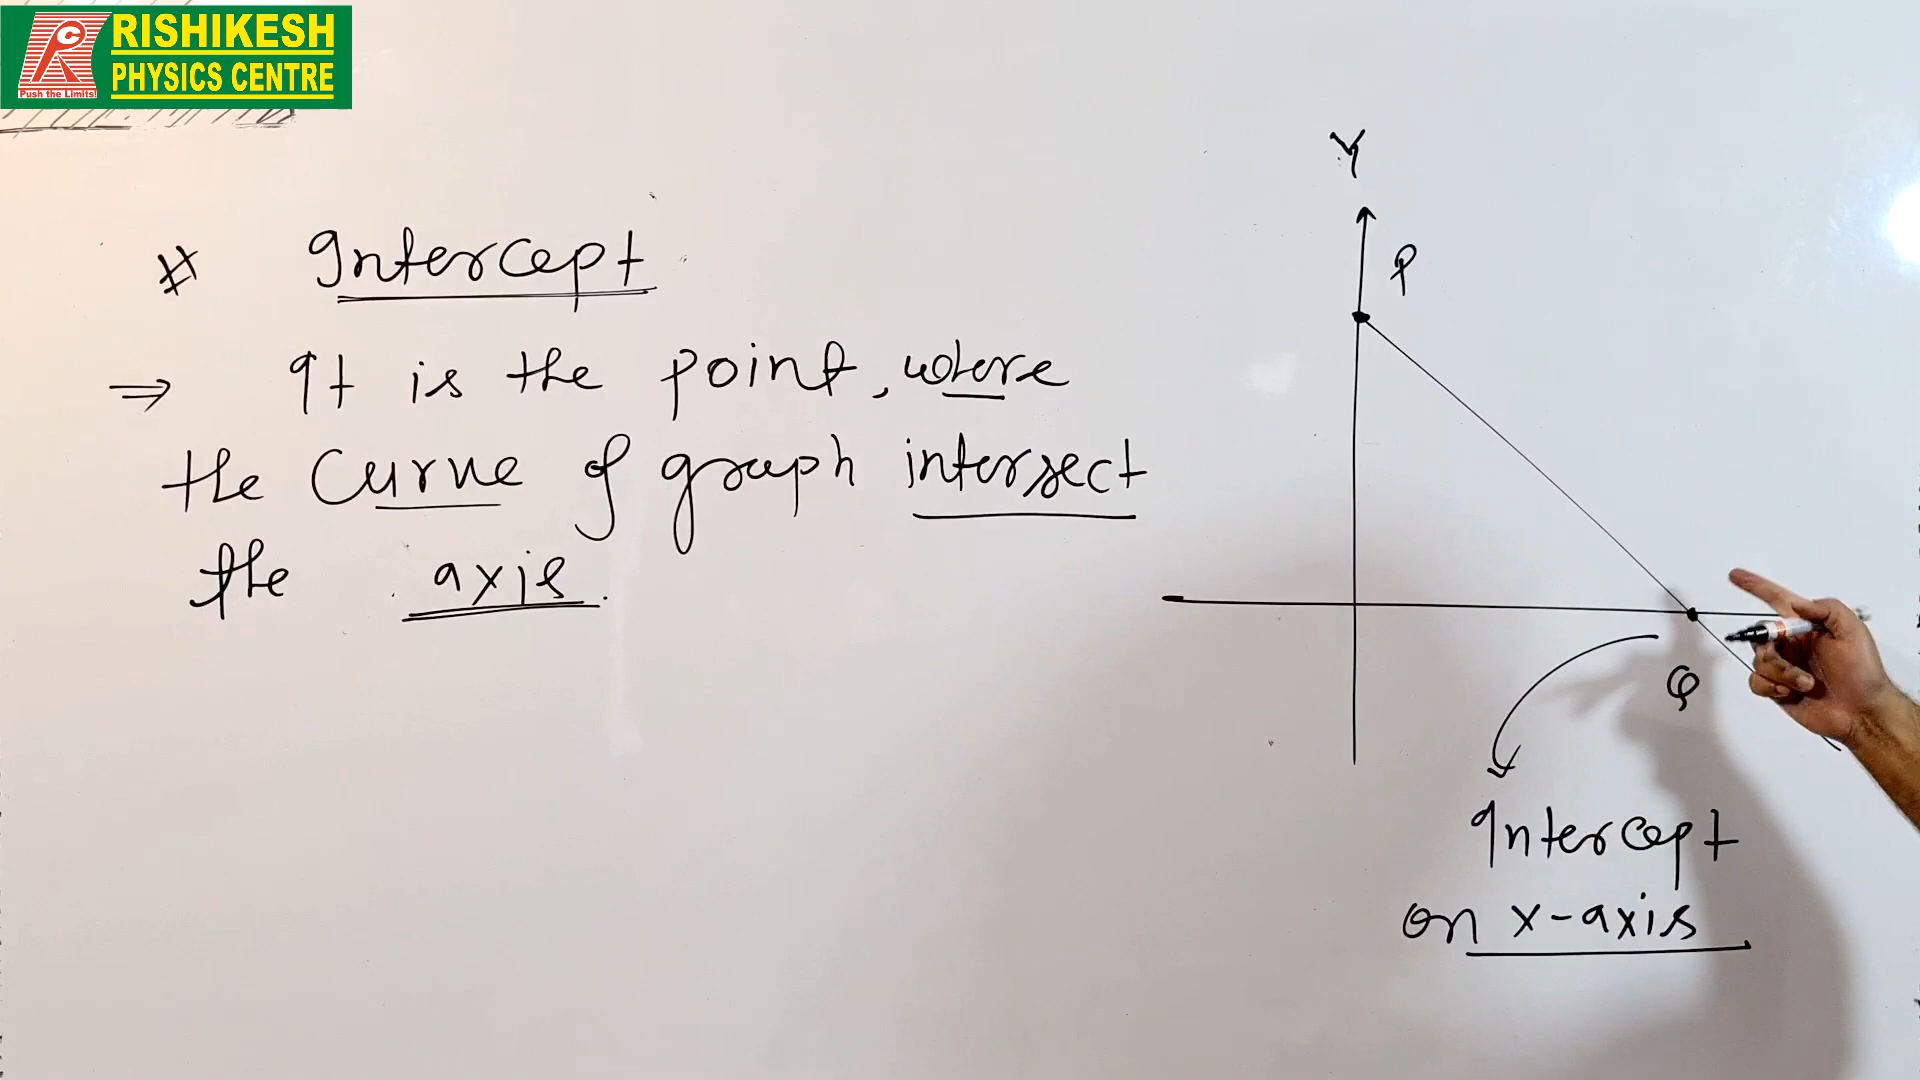 RISHIKESH
PHYSICS CENTRE
Push the Limits!
# Intercept
⇒ It is the point, where
the curve of graph intersect
the axis.
Y
P
Q
Intercept
on x-axis